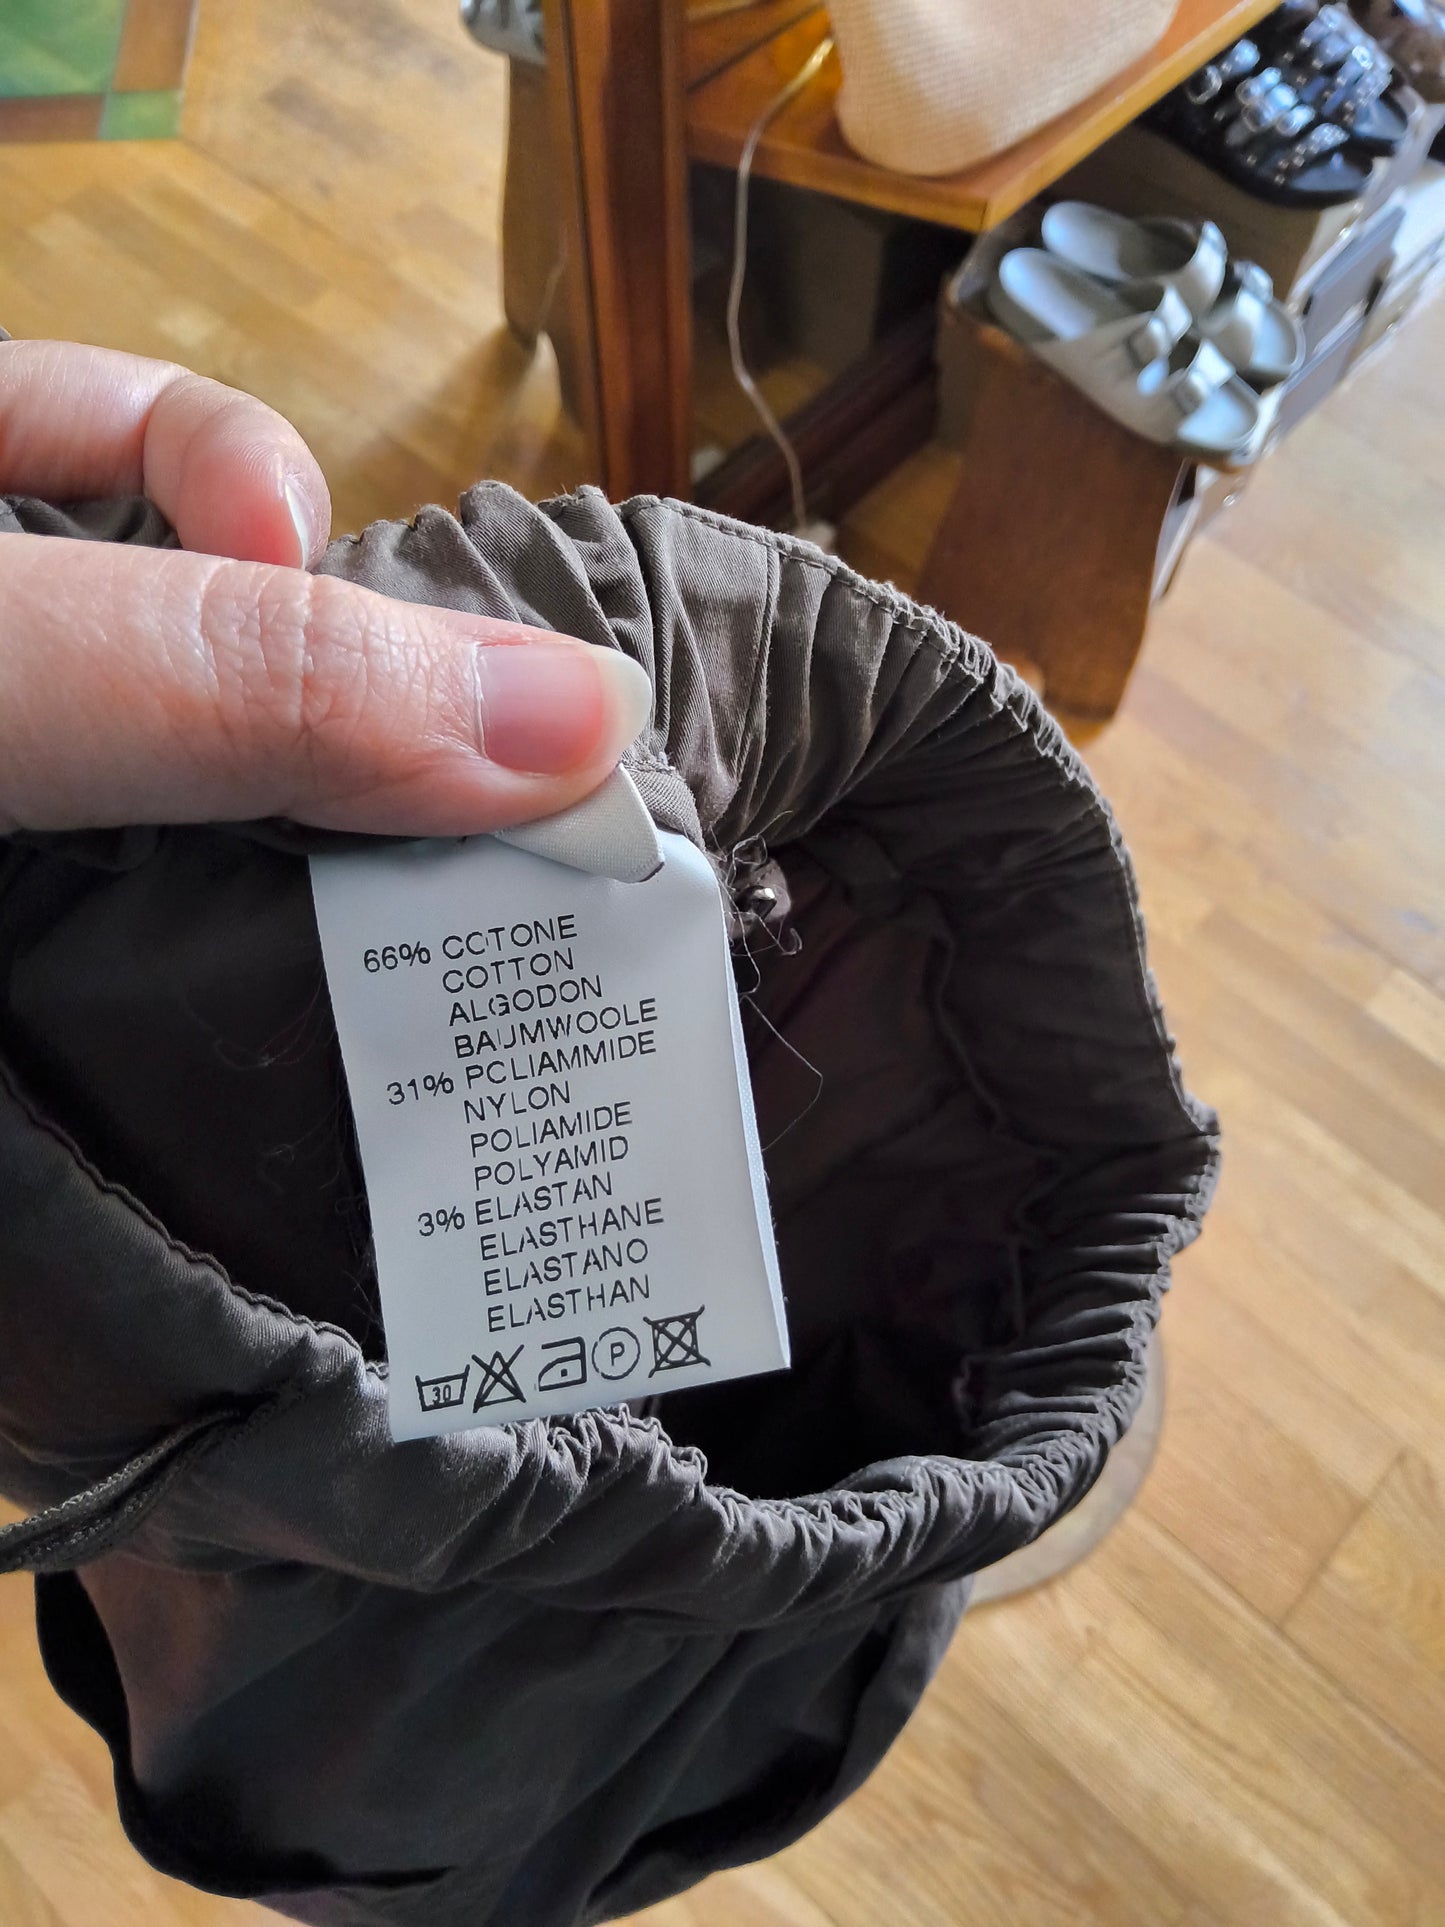 66% COTONE
COTTON
ALGODON
BAUMWOOLE
31% POLIAMMIDE
NYLON
POLIAMIDE
POLYAMID
3% ELASTAN
ELASTHANE
ELASTANO
ELASTHAN
30 P